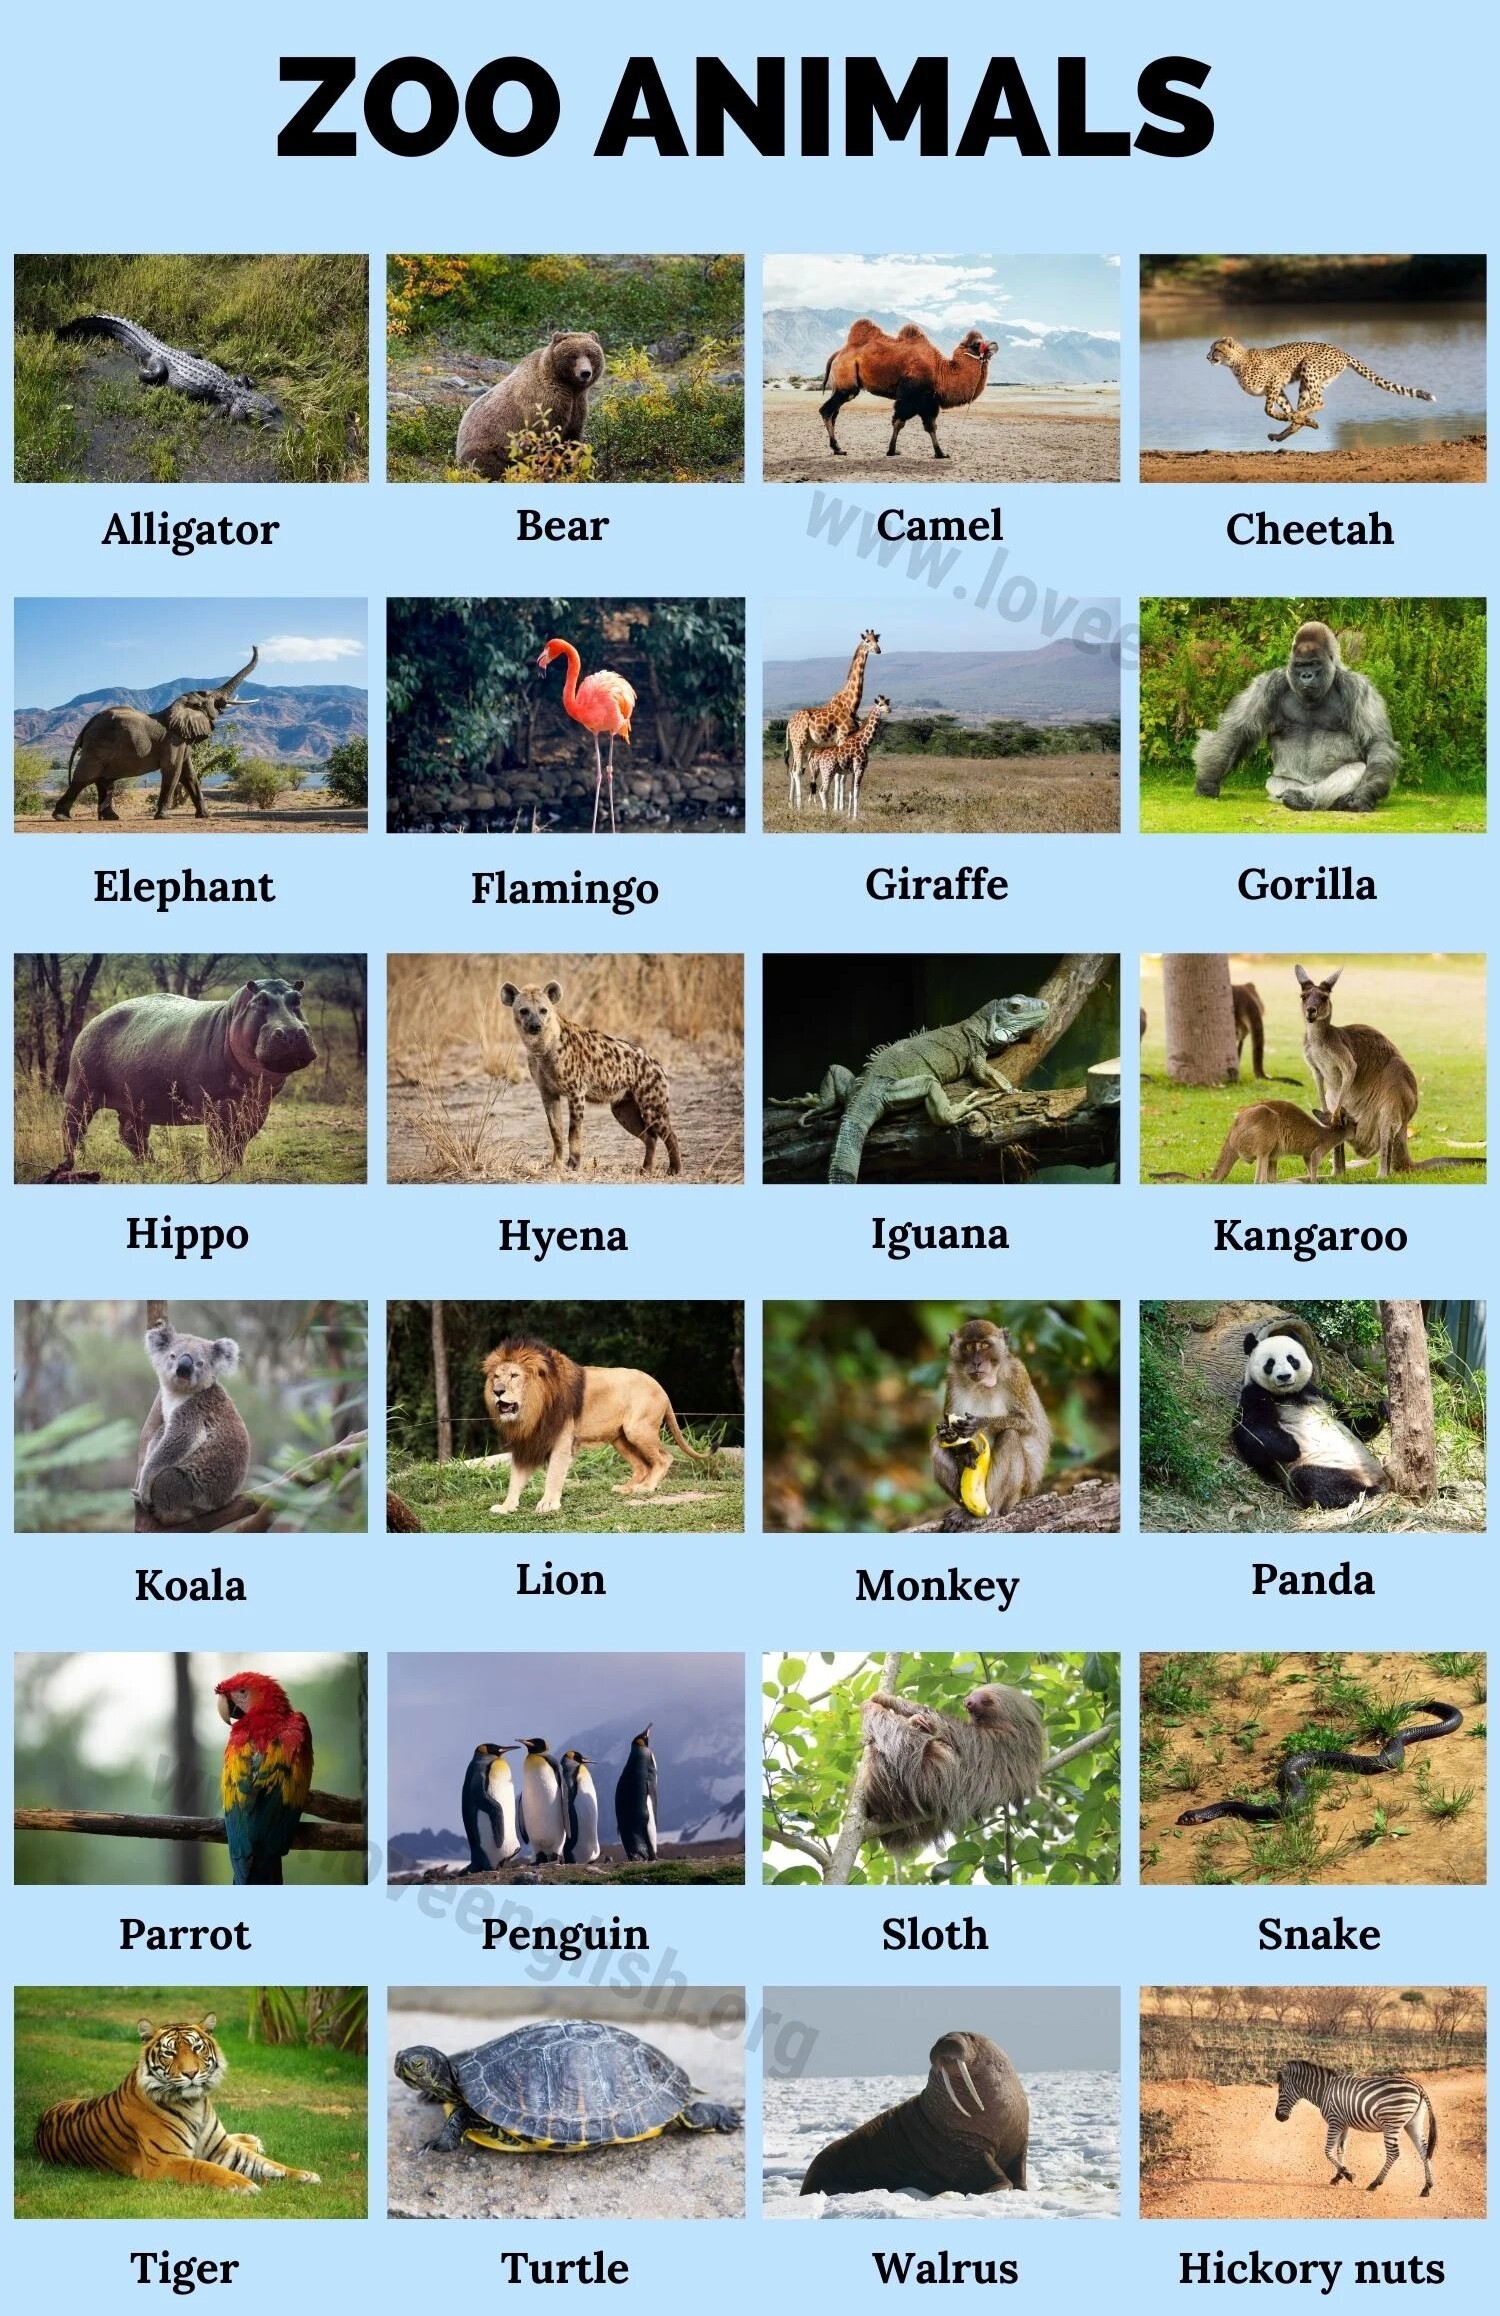 ZOO ANIMALS
Alligator
Bear
Camel
Cheetah
www.lovee
Elephant
Flamingo
Giraffe
Gorilla
Hippo
Hyena
Iguana
Kangaroo
Koala
Lion
Monkey
Panda
Parrot
Penguin
Sloth
Snake
loveenglish.org
Tiger
Turtle
Walrus
Hickory nuts